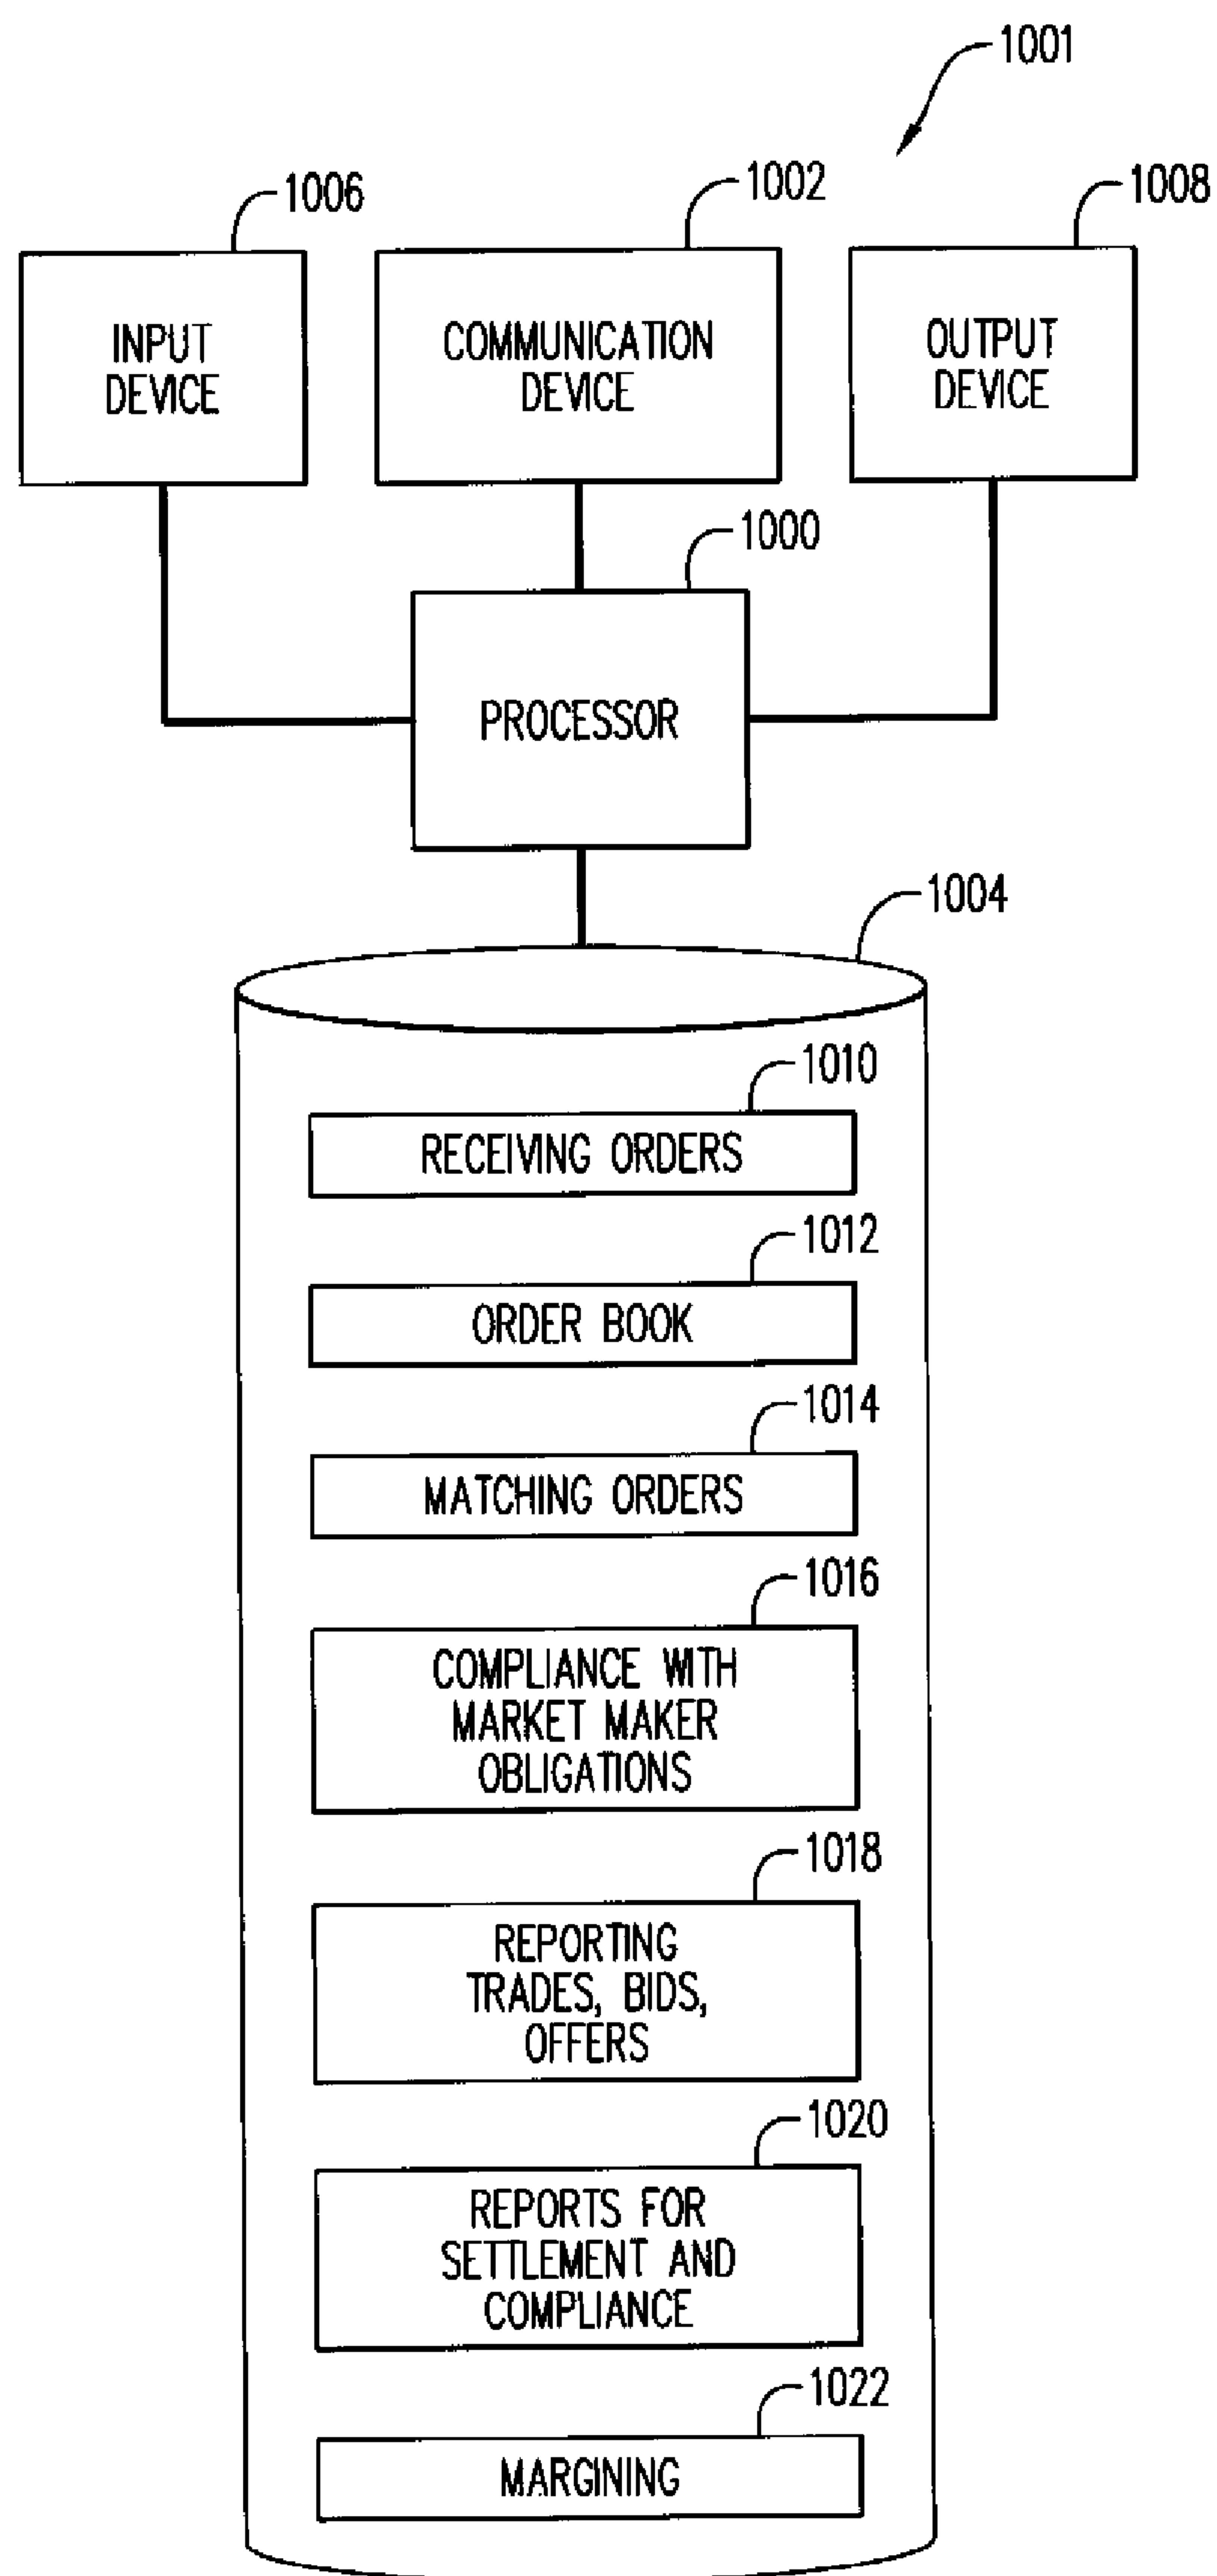 1001
1006
1002
1008
INPUT
DEVICE
COMMUNICATION
DEVICE
OUTPUT
DEVICE
1000
PROCESSOR
1004
1010
RECEIVING ORDERS
1012
ORDER BOOK
1014
MATCHING ORDERS
1016
COMPLIANCE WITH
MARKET MAKER
OBLIGATIONS
1018
REPORTING
TRADES, BIDS,
OFFERS
1020
REPORTS FOR
SETTLEMENT AND
COMPLIANCE
1022
MARGINING